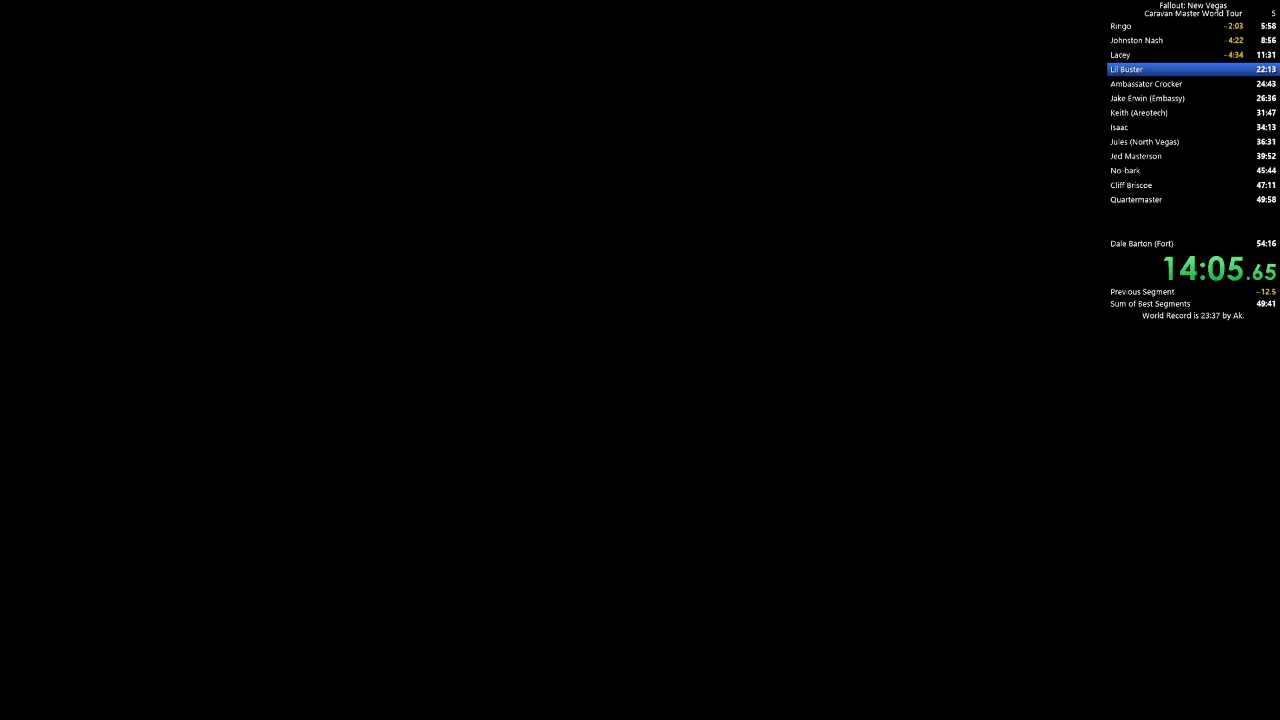 Fallout: New Vegas
Caravan Master World Tour 5
Ringo -2:03 5:58
Johnston Nash -4:22 8:56
Lacey -4:34 11:31
Lil Buster 22:13
Ambassador Crocker 24:43
Jake Erwin (Embassy) 26:36
Keith (Areotech) 31:47
Isaac 34:13
Jules (North Vegas) 36:31
Jed Masterson 39:52
No-bark 45:44
Cliff Briscoe 47:11
Quartermaster 49:58
Dale Barton (Fort) 54:16
14:05.65
Previous Segment -12.5
Sum of Best Segments 49:41
World Record is 23:37 by Ak.